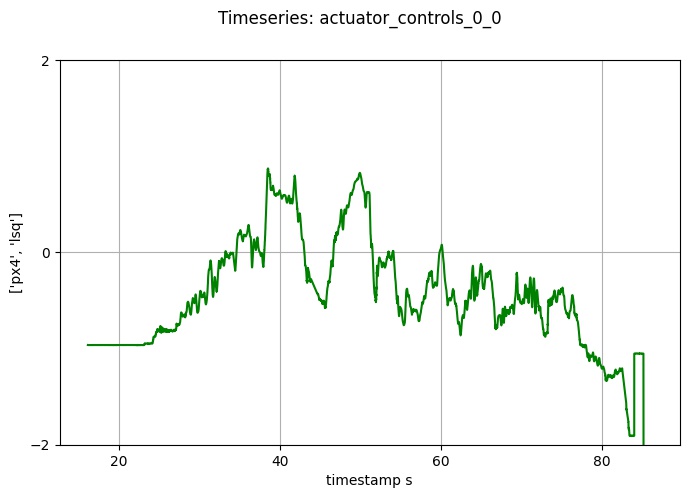 Timeseries: actuator_controls_0_0
['px4', 'lsq']
2
0
−2
20 40 60 80
timestamp s